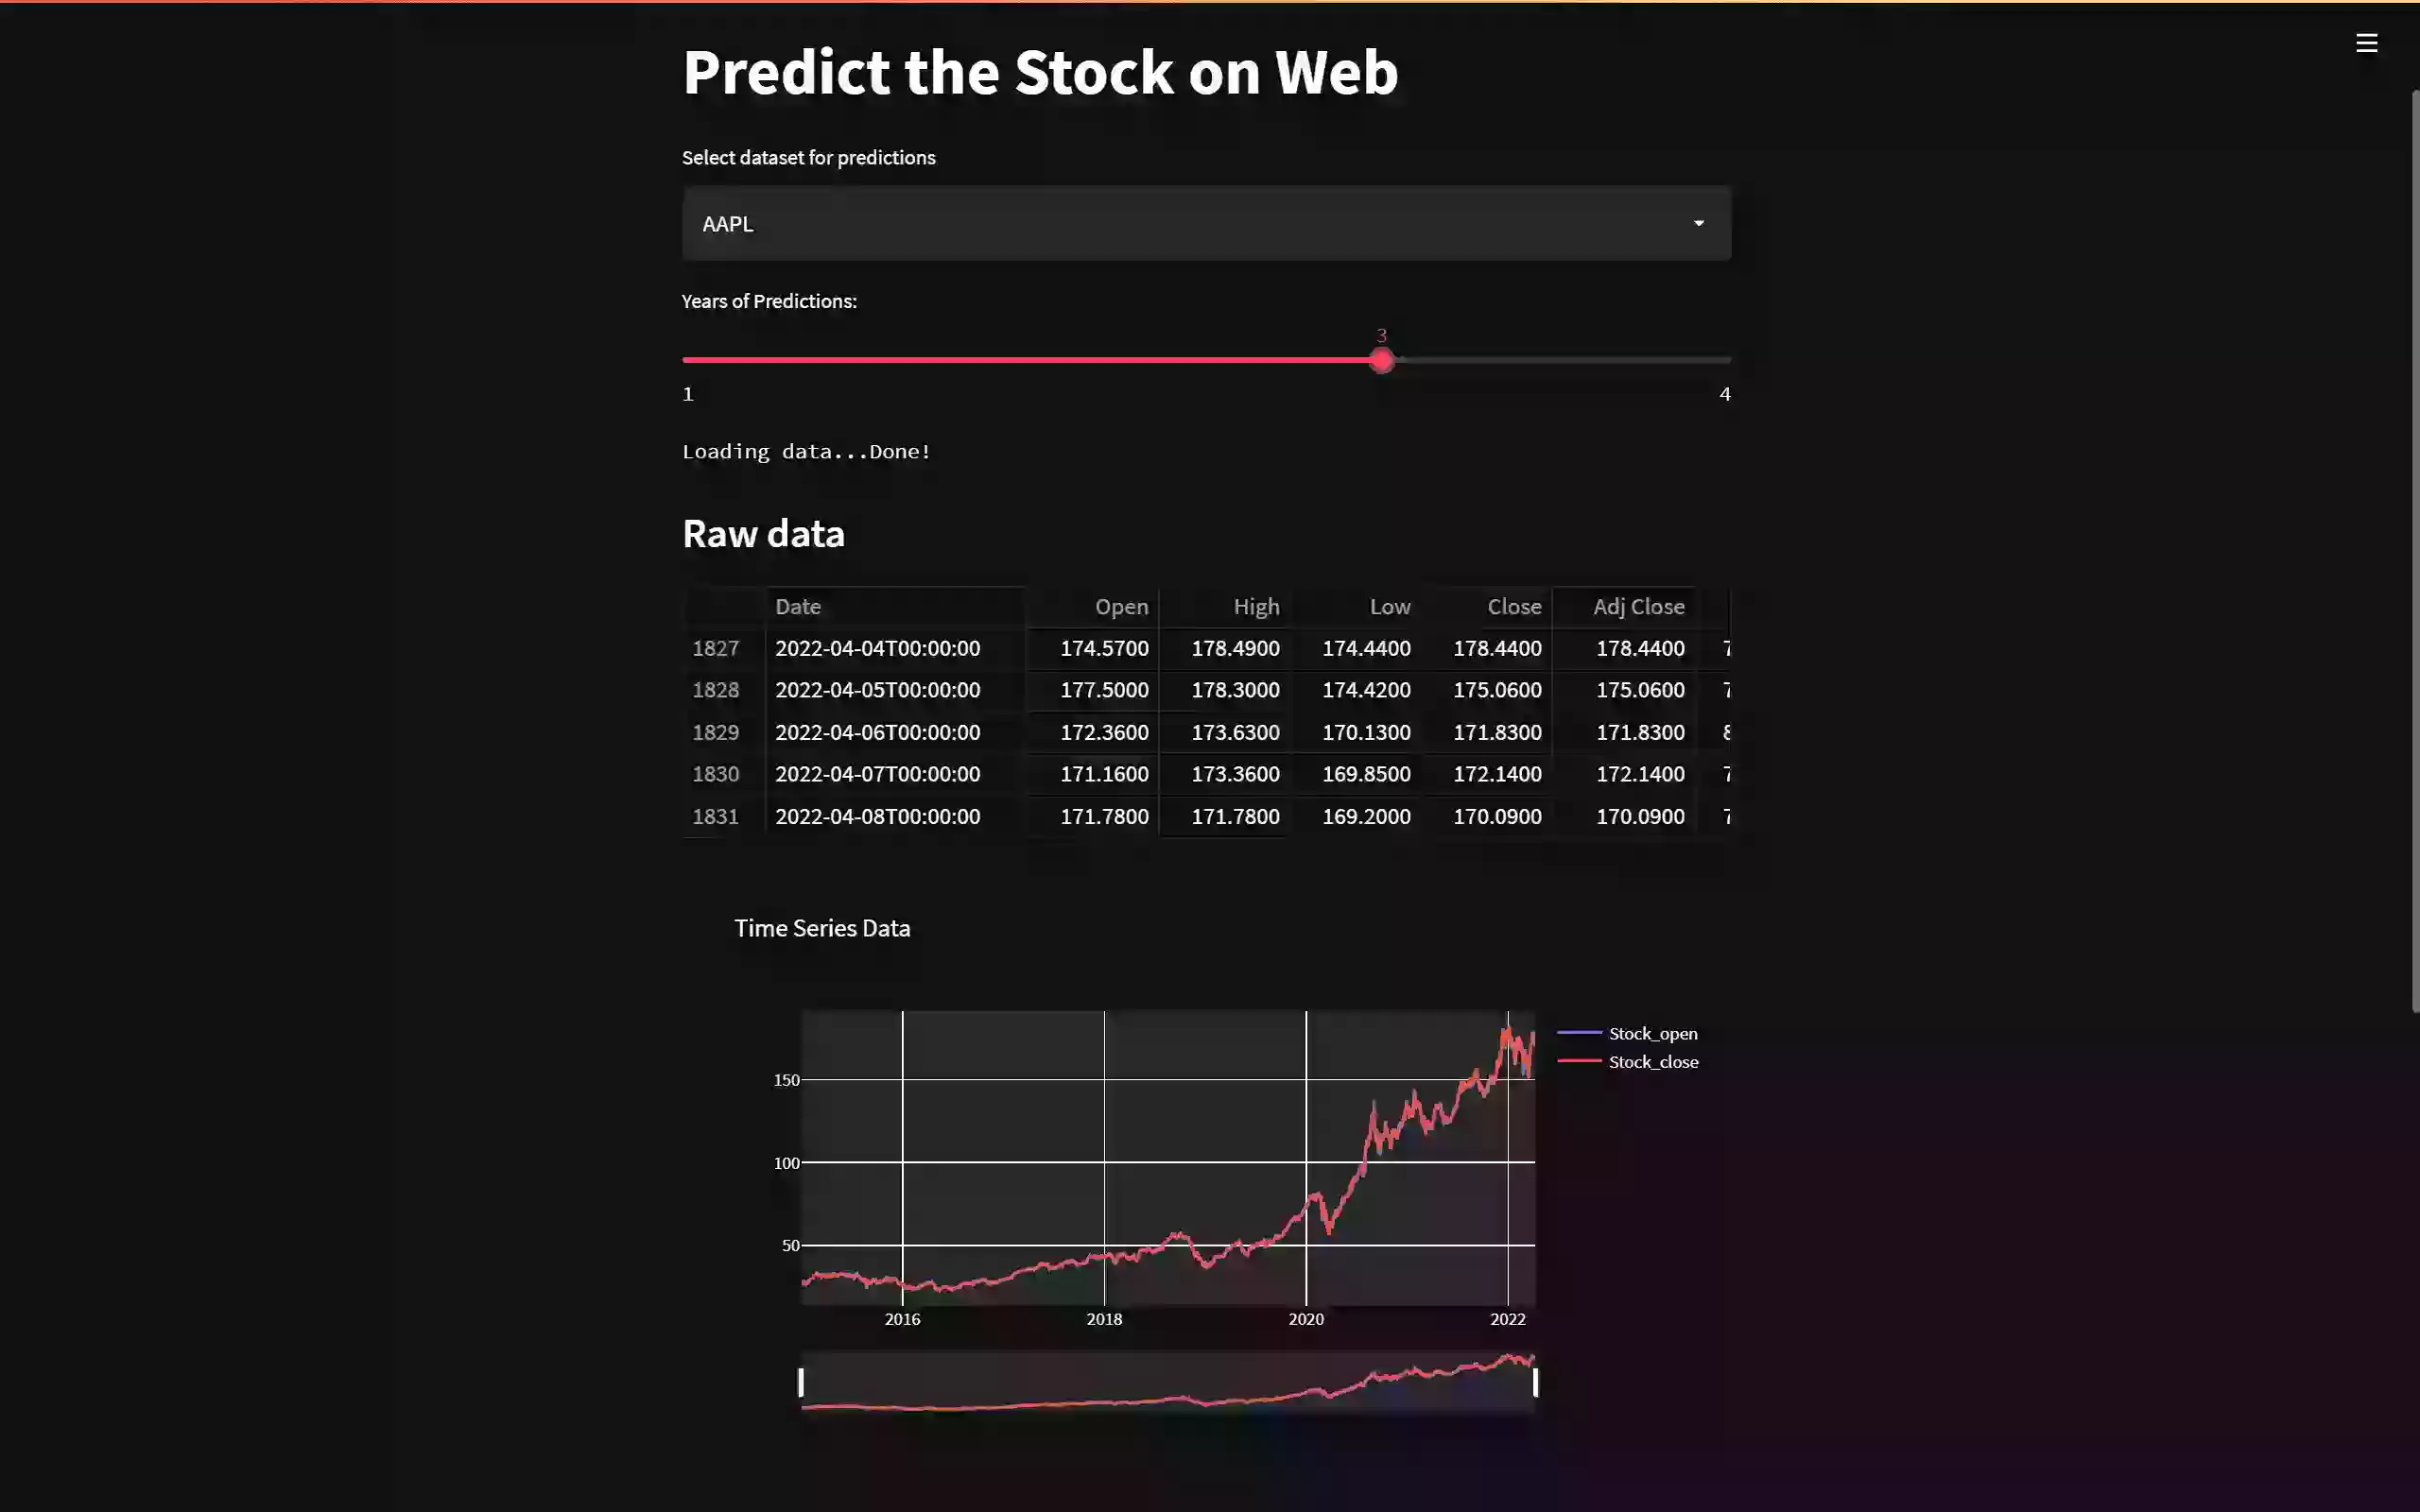 Predict the Stock on Web
Select dataset for predictions
AAPL
Years of Predictions:
3
1 4
Loading data...Done!
Raw data
Date Open High Low Close Adj Close
1827 2022-04-04T00:00:00 174.5700 178.4900 174.4400 178.4400 178.4400
1828 2022-04-05T00:00:00 177.5000 178.3000 174.4200 175.0600 175.0600
1829 2022-04-06T00:00:00 172.3600 173.6300 170.1300 171.8300 171.8300
1830 2022-04-07T00:00:00 171.1600 173.3600 169.8500 172.1400 172.1400
1831 2022-04-08T00:00:00 171.7800 171.7800 169.2000 170.0900 170.0900
Time Series Data
Stock_open
Stock_close
150
100
50
2016 2018 2020 2022